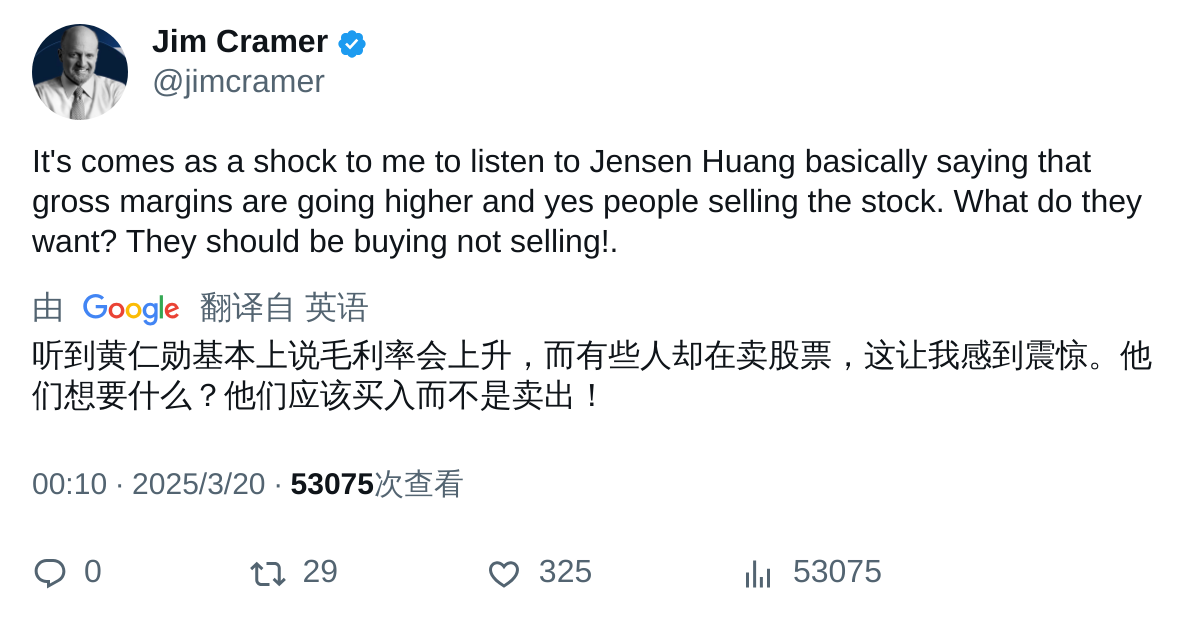 Jim Cramer
@jimcramer
It's comes as a shock to me to listen to Jensen Huang basically saying that
gross margins are going higher and yes people selling the stock. What do they
want? They should be buying not selling!.
由 Google 翻译自 英语
听到黄仁勋基本上说毛利率会上升，而有些人却在卖股票，这让我感到震惊。他
们想要什么？他们应该买入而不是卖出！
00:10 · 2025/3/20 · 53075次查看
0 29 325 53075